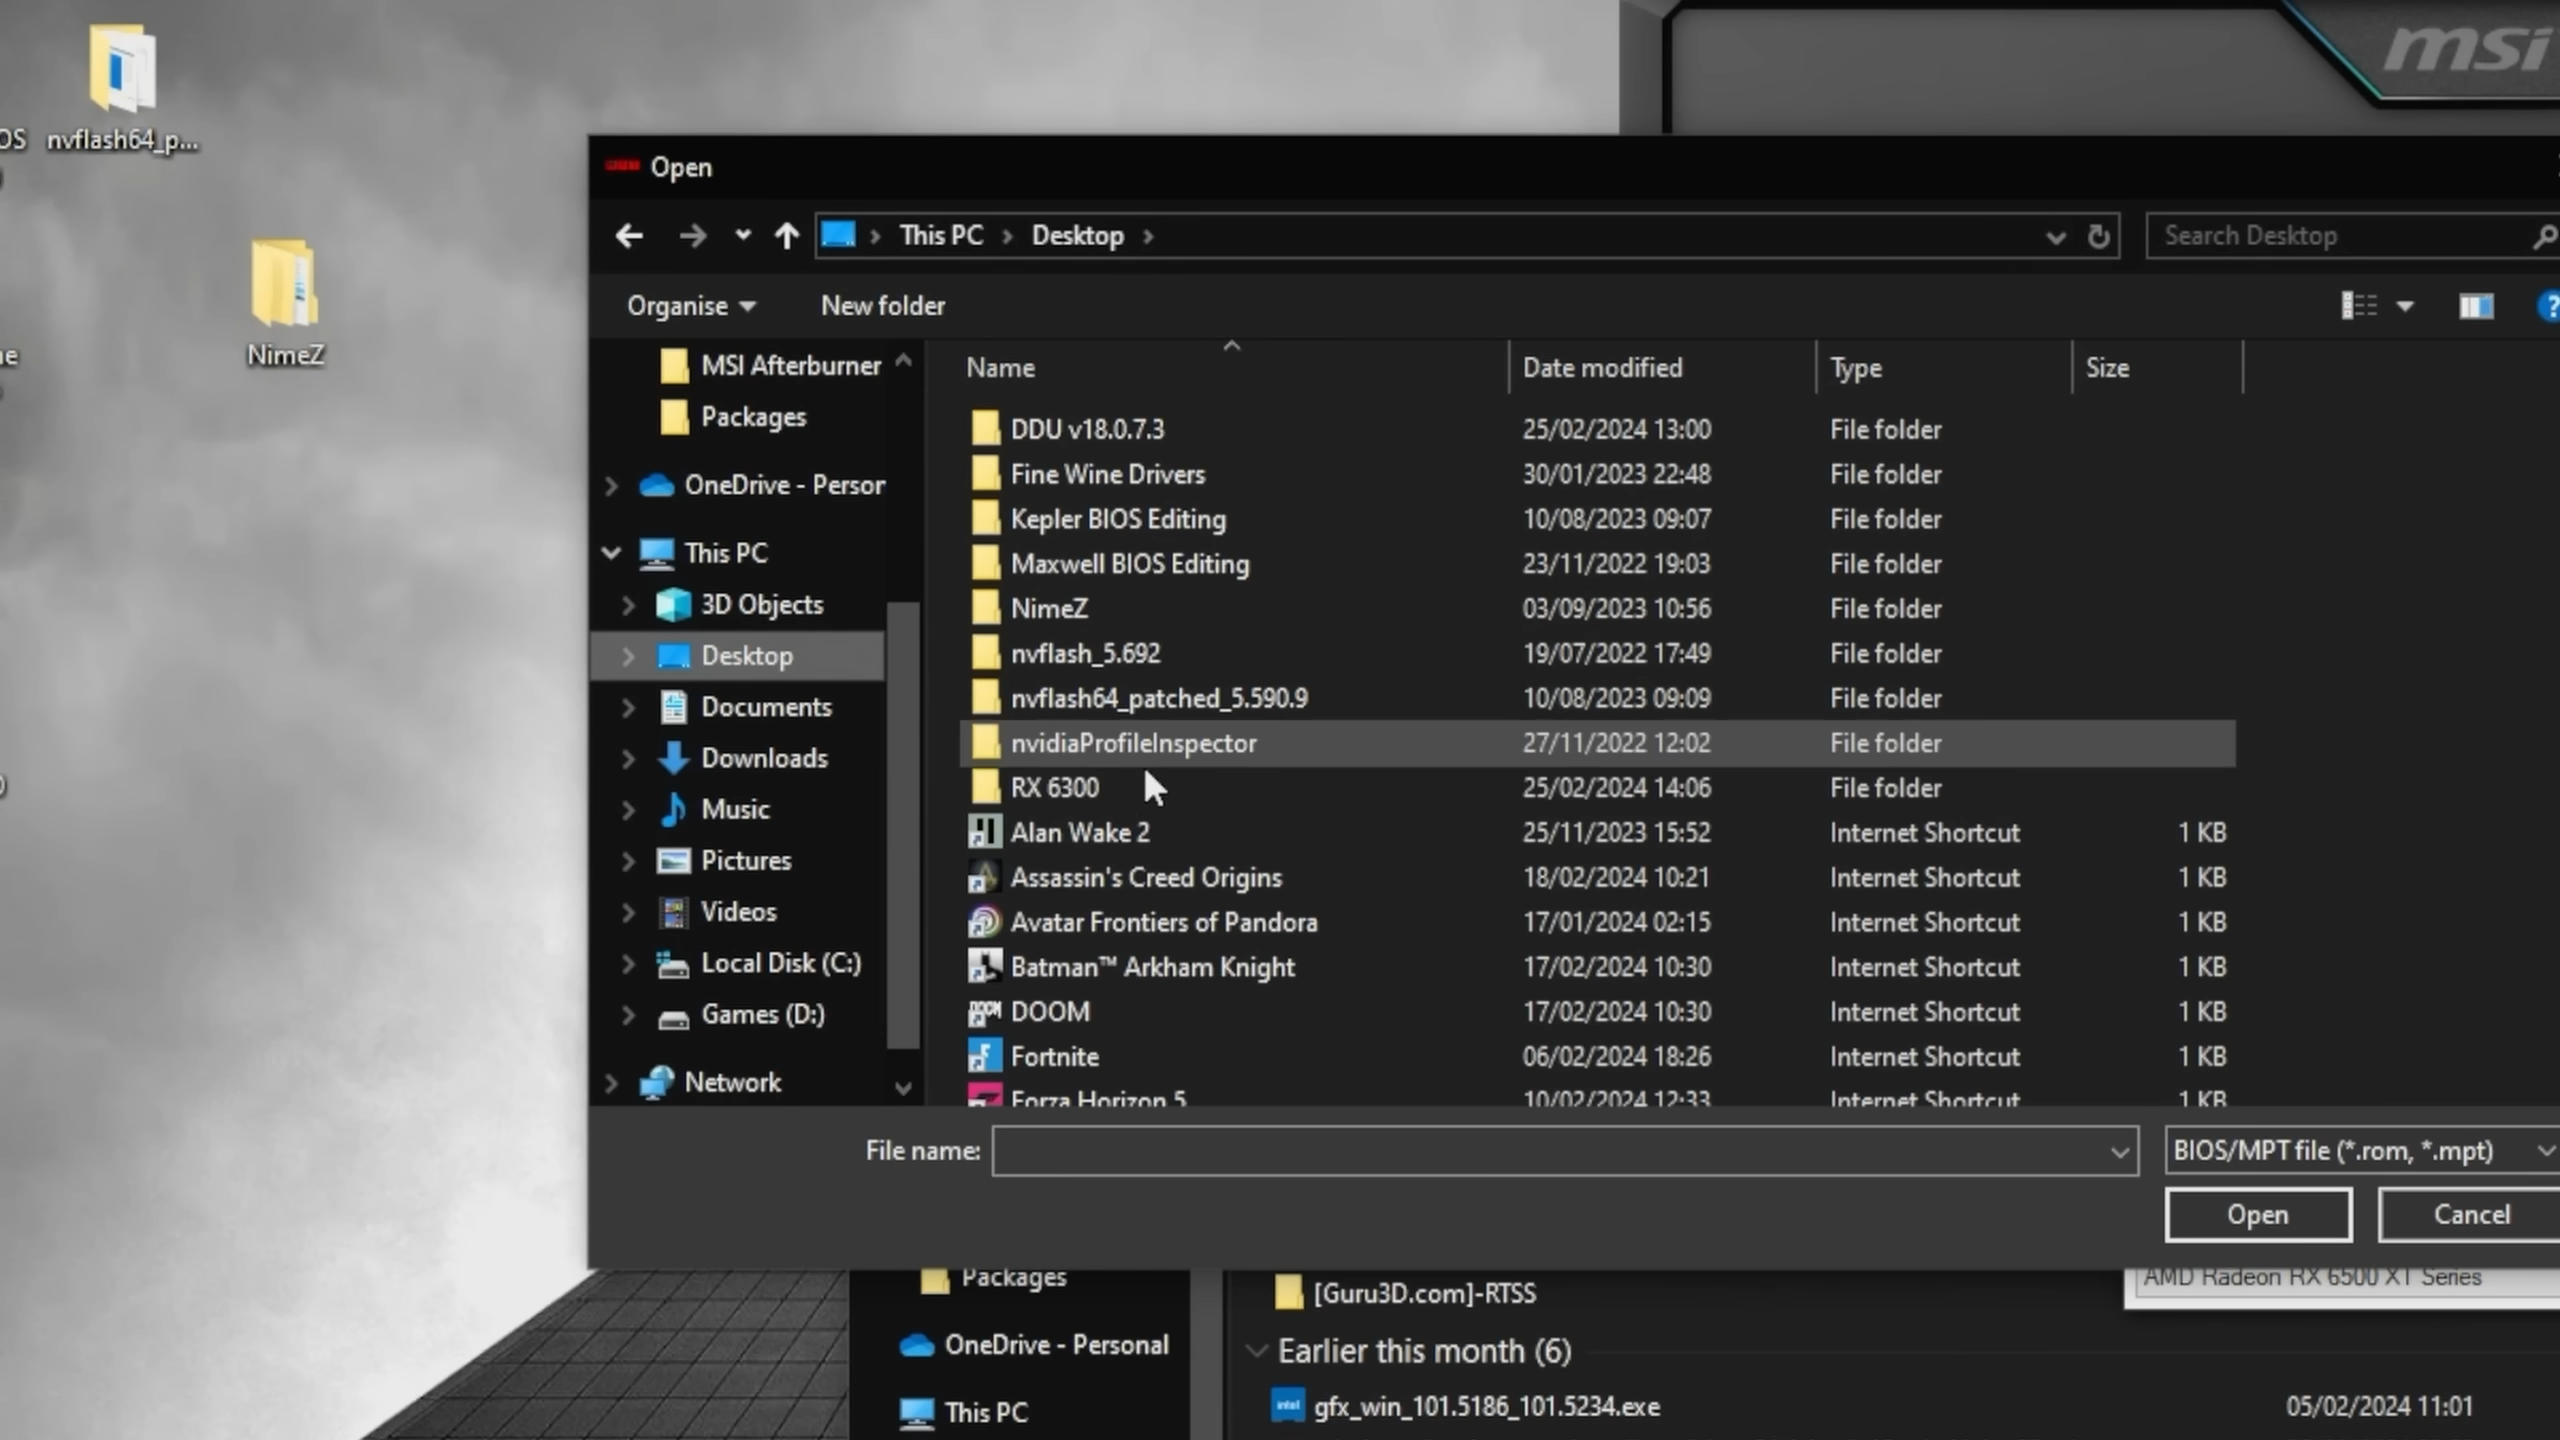 msi
OS
nvflash64_p...
NimeZ
Open
This PC
Desktop
Search Desktop
Organise
New folder
MSI Afterburner
Packages
OneDrive - Person
This PC
3D Objects
Desktop
Documents
Downloads
Music
Pictures
Videos
Local Disk (C:)
Games (D:)
Network
Name Date modified Type Size
DDU v18.0.7.3 25/02/2024 13:00 File folder
Fine Wine Drivers 30/01/2023 22:48 File folder
Kepler BIOS Editing 10/08/2023 09:07 File folder
Maxwell BIOS Editing 23/11/2022 19:03 File folder
NimeZ 03/09/2023 10:56 File folder
nvflash_5.692 19/07/2022 17:49 File folder
nvflash64_patched_5.590.9 10/08/2023 09:09 File folder
nvidiaProfileInspector 27/11/2022 12:02 File folder
RX 6300 25/02/2024 14:06 File folder
Alan Wake 2 25/11/2023 15:52 Internet Shortcut 1 KB
Assassin's Creed Origins 18/02/2024 10:21 Internet Shortcut 1 KB
Avatar Frontiers of Pandora 17/01/2024 02:15 Internet Shortcut 1 KB
Batman™ Arkham Knight 17/02/2024 10:30 Internet Shortcut 1 KB
DOOM 17/02/2024 10:30 Internet Shortcut 1 KB
Fortnite 06/02/2024 18:26 Internet Shortcut 1 KB
Forza Horizon 5 10/02/2024 12:33 Internet Shortcut 1 KB
File name:
BIOS/MPT file (*.rom, *.mpt)
Open
Cancel
AMD Radeon RX 6500 XT Series
Packages
OneDrive - Personal
This PC
[Guru3D.com]-RTSS
Earlier this month (6)
gfx_win_101.5186_101.5234.exe 05/02/2024 11:01